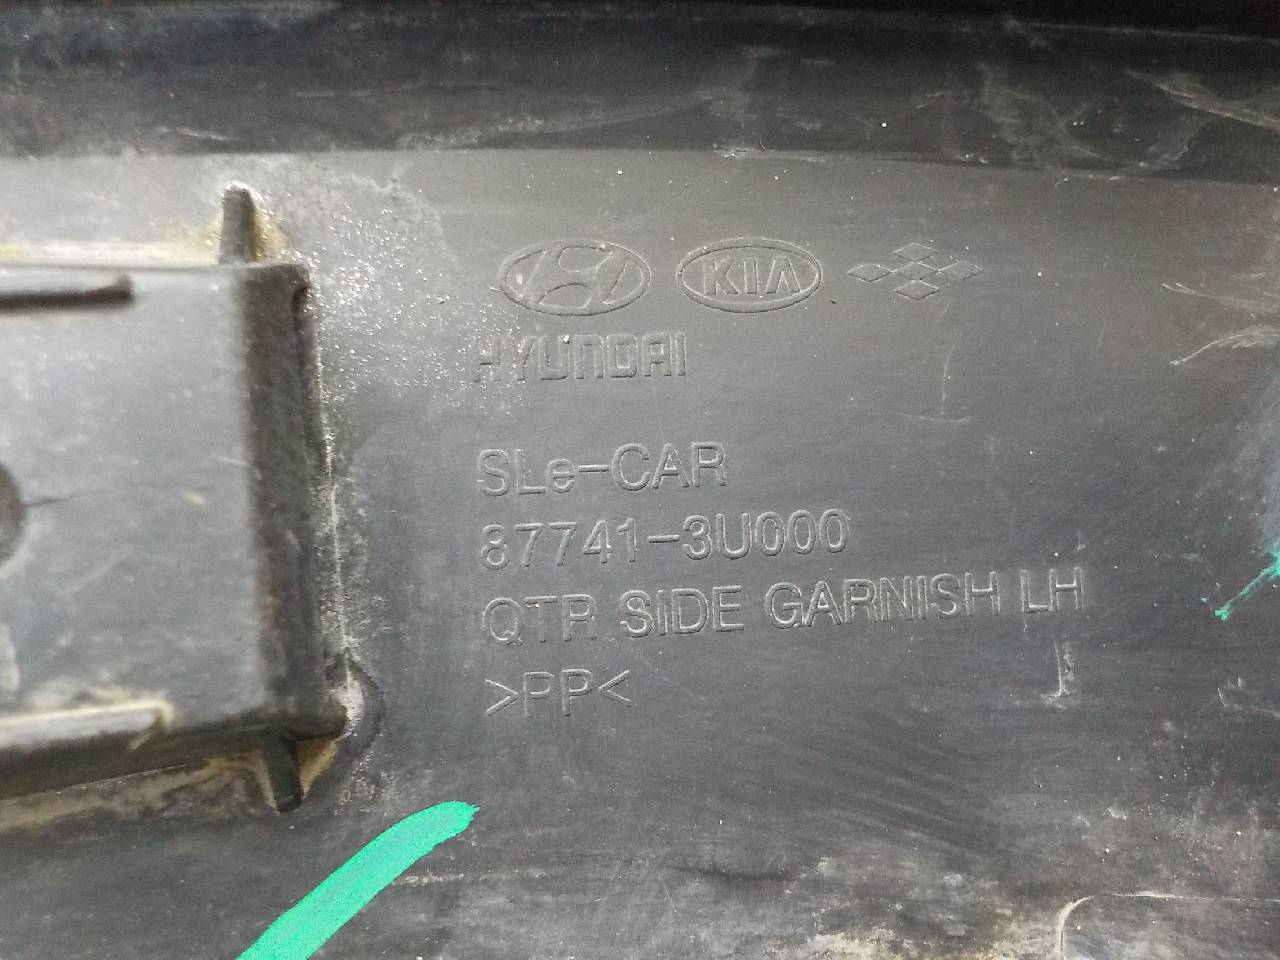 KIA
HYUNDAI
SLe-CAR
87741-3U000
QTR SIDE GARNISH LH
>PP<